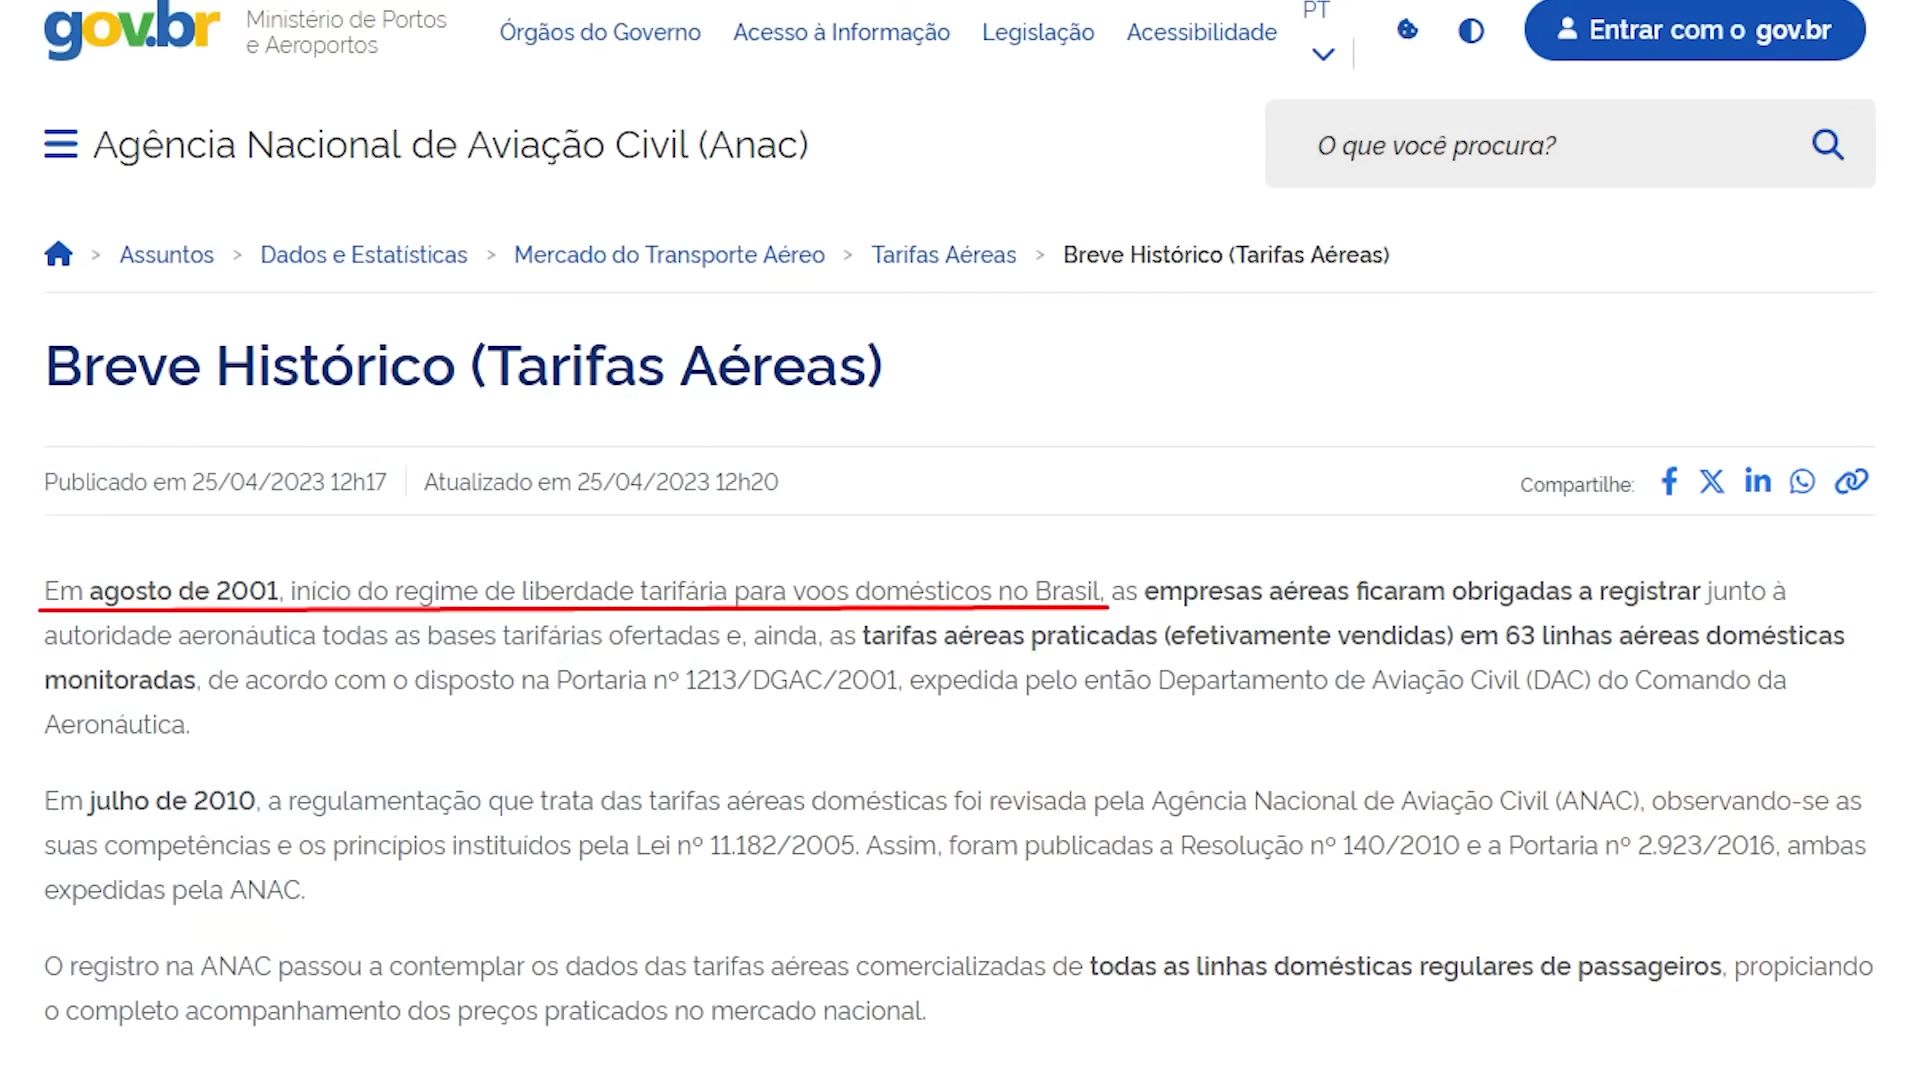 gov.br
Ministério de Portos
e Aeroportos
Órgãos do Governo
Acesso à Informação
Legislação
Acessibilidade
PT
Entrar com o gov.br
Agência Nacional de Aviação Civil (Anac)
O que você procura?
> Assuntos > Dados e Estatísticas > Mercado do Transporte Aéreo > Tarifas Aéreas > Breve Histórico (Tarifas Aéreas)
Breve Histórico (Tarifas Aéreas)
Publicado em 25/04/2023 12h17
Atualizado em 25/04/2023 12h20
Compartilhe:
Em agosto de 2001, início do regime de liberdade tarifária para voos domésticos no Brasil, as empresas aéreas ficaram obrigadas a registrar junto à
autoridade aeronáutica todas as bases tarifárias ofertadas e, ainda, as tarifas aéreas praticadas (efetivamente vendidas) em 63 linhas aéreas domésticas
monitoradas, de acordo com o disposto na Portaria nº 1213/DGAC/2001, expedida pelo então Departamento de Aviação Civil (DAC) do Comando da
Aeronáutica.
Em julho de 2010, a regulamentação que trata das tarifas aéreas domésticas foi revisada pela Agência Nacional de Aviação Civil (ANAC), observando-se as
suas competências e os princípios instituídos pela Lei nº 11.182/2005. Assim, foram publicadas a Resolução nº 140/2010 e a Portaria nº 2.923/2016, ambas
expedidas pela ANAC.
O registro na ANAC passou a contemplar os dados das tarifas aéreas comercializadas de todas as linhas domésticas regulares de passageiros, propiciando
o completo acompanhamento dos preços praticados no mercado nacional.